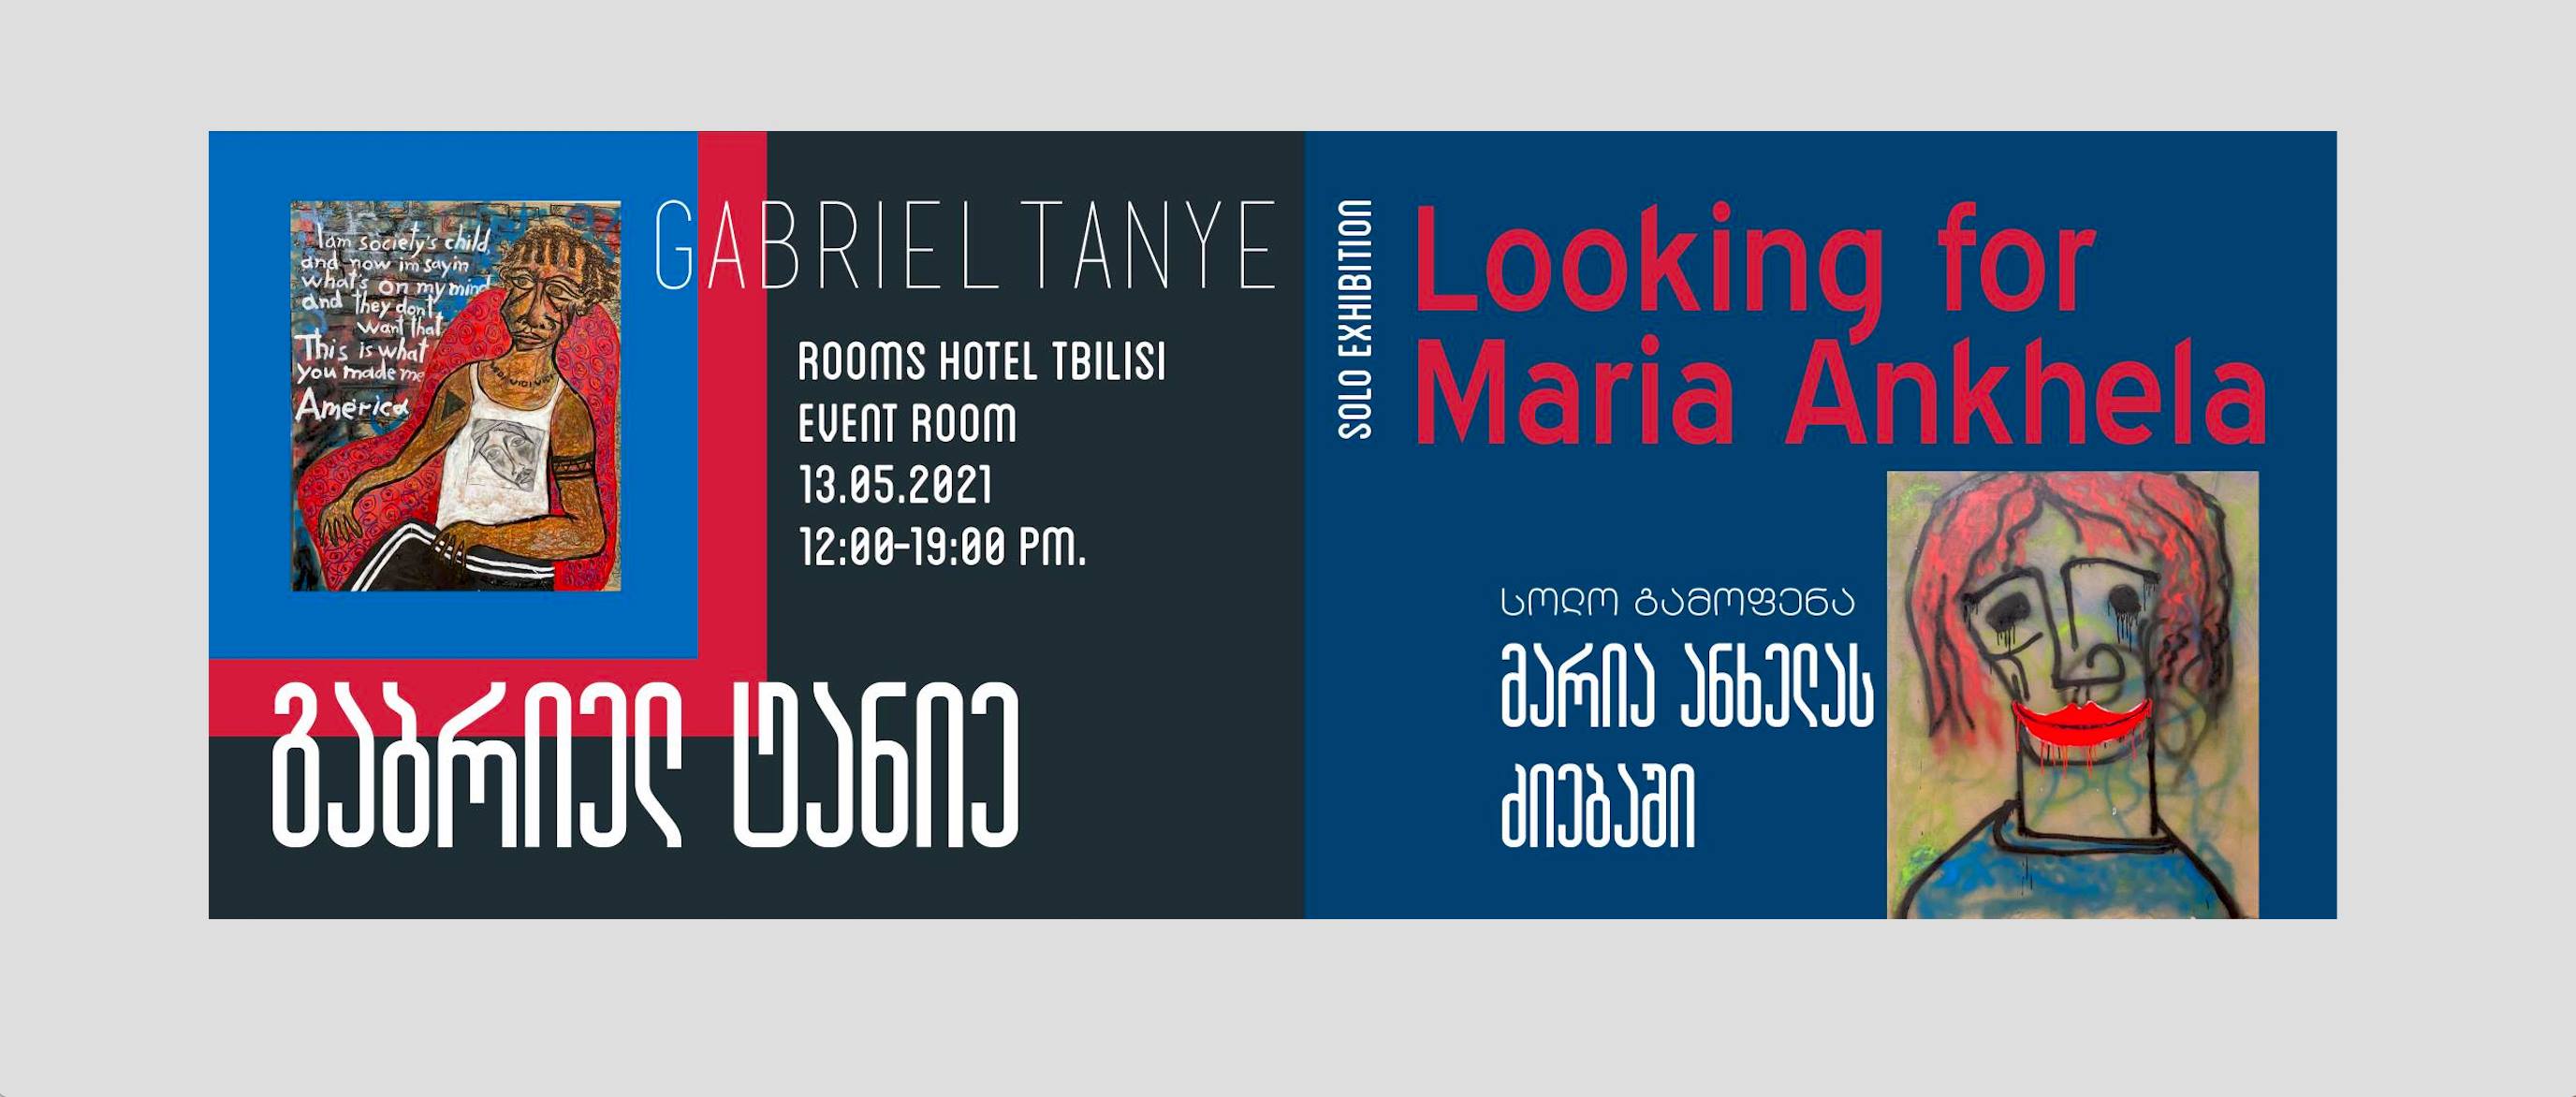 I am society's child,
and now im sayin
what's on my mind
and they dont
want that
This is what
you made me
America
GABRIEL TANYE
ROOMS HOTEL TBILISI
EVENT ROOM
13.05.2021
12:00-19:00 PM.
გაბრიელ ტანიე
SOLO EXHIBITION
Looking for
Maria Ankhela
სოლო გამოფენა
მარია ანხელას
ძიებაში